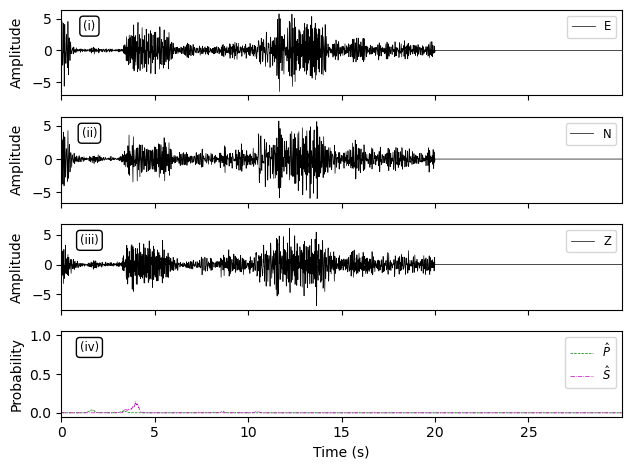 (i)
E
Amplitude
5
0
−5
(ii)
N
Amplitude
5
0
−5
(iii)
Z
Amplitude
5
0
−5
(iv)
P̂
Ŝ
Probability
1.0
0.5
0.0
0 5 10 15 20 25
Time (s)